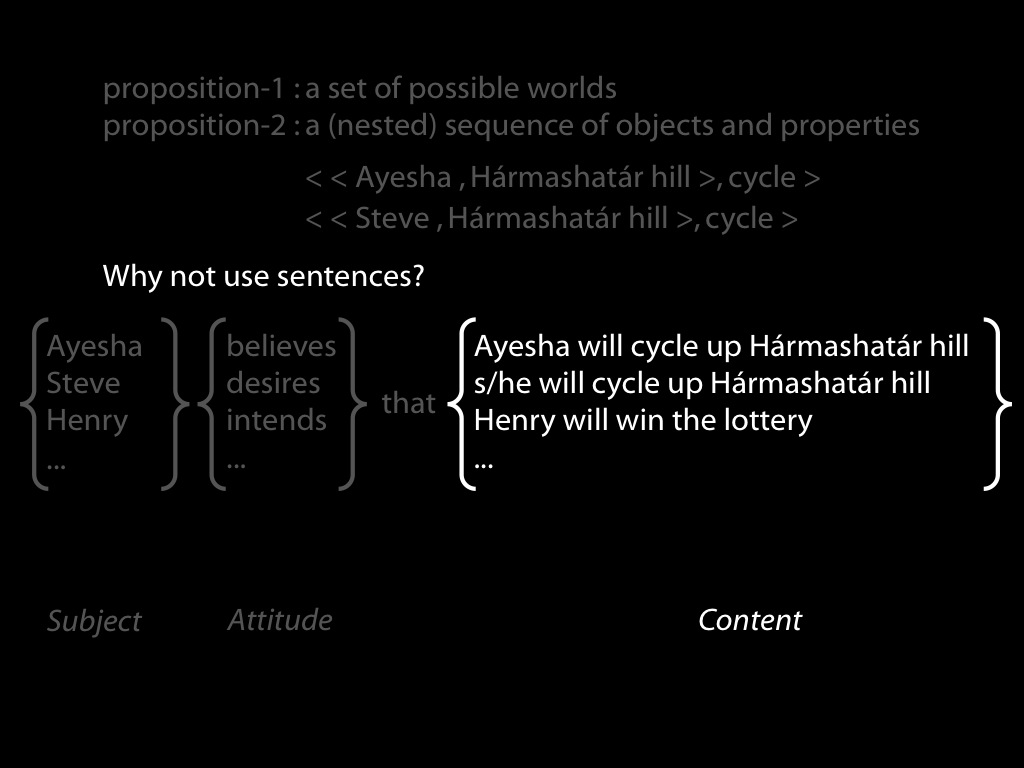 proposition-1 : a set of possible worlds
proposition-2 : a (nested) sequence of objects and properties
< < Ayesha , Hármashatár hill >, cycle >
< < Steve , Hármashatár hill >, cycle >
Why not use sentences?
Ayesha
Steve
Henry
...
believes
desires
intends
...
that
Ayesha will cycle up Hármashatár hill
s/he will cycle up Hármashatár hill
Henry will win the lottery
...
Subject
Attitude
Content